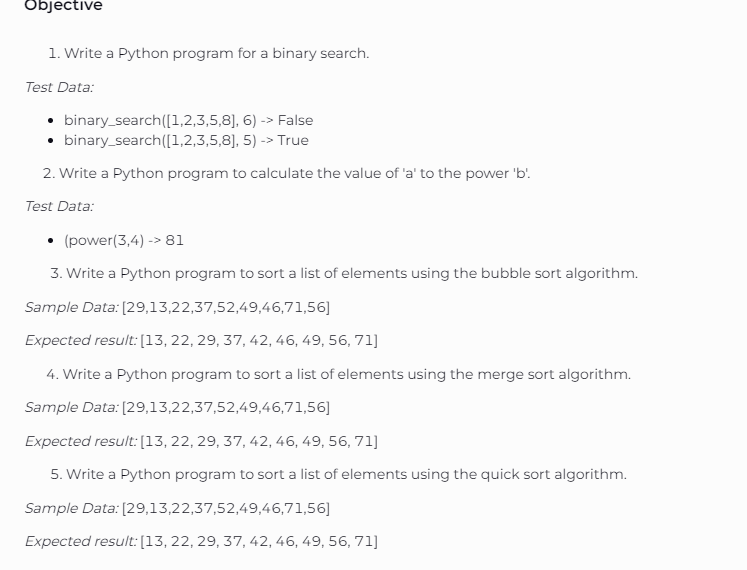 Objective
1. Write a Python program for a binary search.
Test Data:
• binary_search([1,2,3,5,8], 6) -> False
• binary_search([1,2,3,5,8], 5) -> True
2. Write a Python program to calculate the value of 'a' to the power 'b'.
Test Data:
• (power(3,4) -> 81
3. Write a Python program to sort a list of elements using the bubble sort algorithm.
Sample Data: [29,13,22,37,52,49,46,71,56]
Expected result: [13, 22, 29, 37, 42, 46, 49, 56, 71]
4. Write a Python program to sort a list of elements using the merge sort algorithm.
Sample Data: [29,13,22,37,52,49,46,71,56]
Expected result: [13, 22, 29, 37, 42, 46, 49, 56, 71]
5. Write a Python program to sort a list of elements using the quick sort algorithm.
Sample Data: [29,13,22,37,52,49,46,71,56]
Expected result: [13, 22, 29, 37, 42, 46, 49, 56, 71]